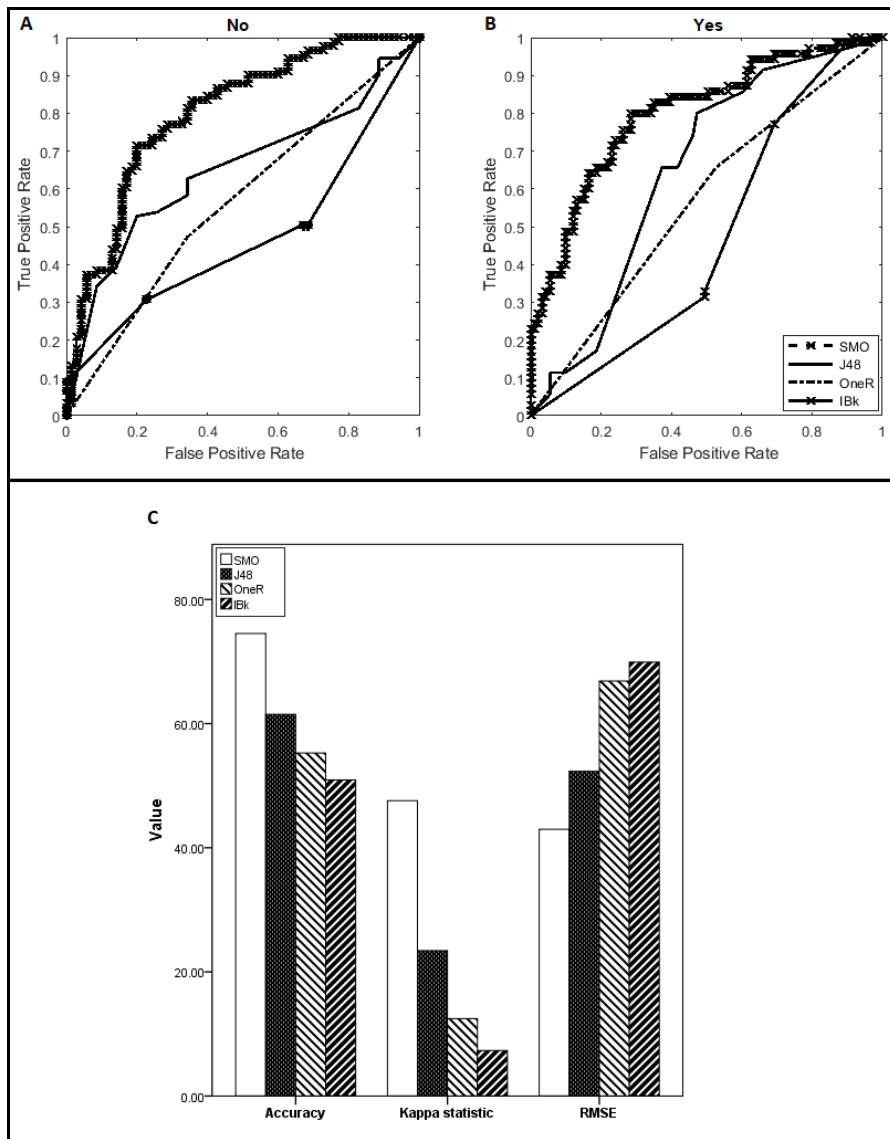 A
No
1
0.9
0.8
0.7
0.6
0.5
0.4
0.3
0.2
0.1
0
True Positive Rate
0 0.2 0.4 0.6 0.8 1
False Positive Rate
B
Yes
1
0.9
0.8
0.7
0.6
0.5
0.4
0.3
0.2
0.1
0
True Positive Rate
SMO
J48
OneR
IBk
0 0.2 0.4 0.6 0.8 1
False Positive Rate
C
SMO
J48
OneR
IBk
80.00
60.00
40.00
20.00
0.00
Value
Accuracy Kappa statistic RMSE